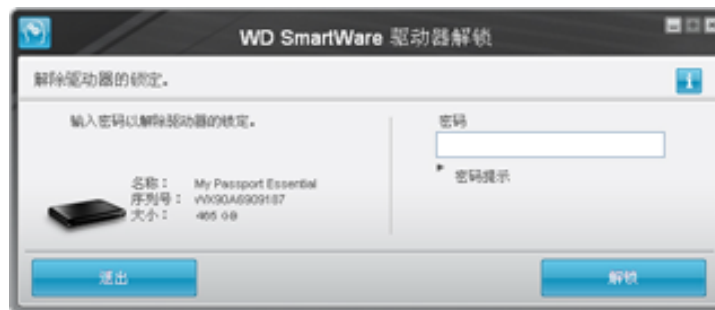 WD SmartWare 驱动器解锁
解除驱动器的锁定。
输入密码以解除驱动器的锁定。
密码
密码提示
名称： My Passport Essential
序列号： WX90A6909187
大小： 465 GB
退出
解锁